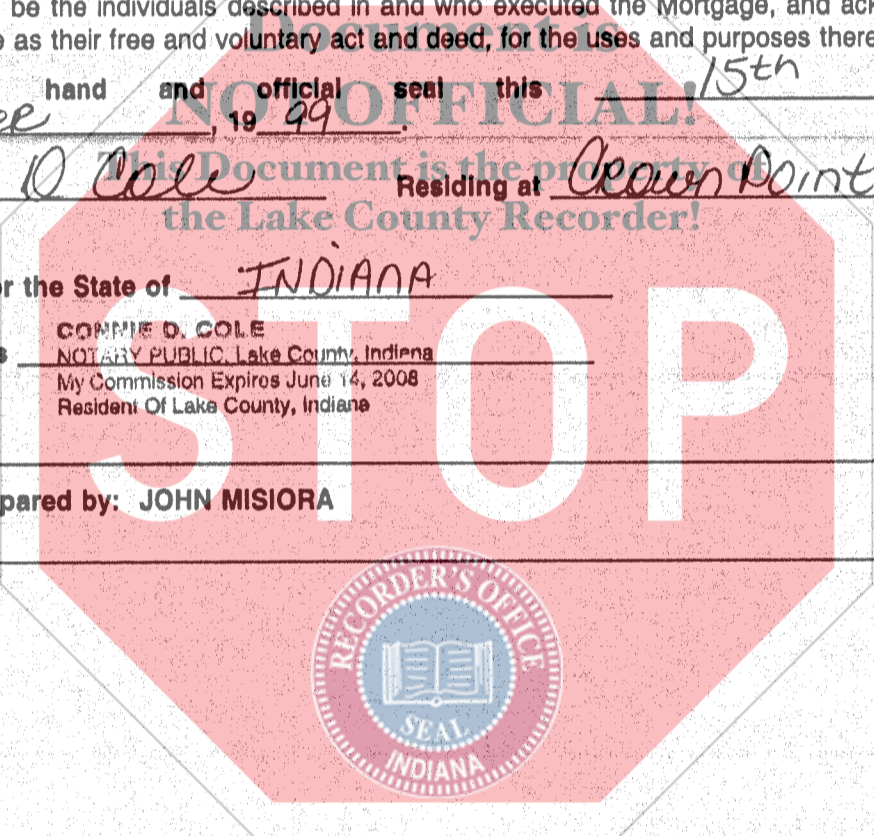 be the individuals described in and who executed the Mortgage, and ack
as their free and voluntary act and deed, for the uses and purposes there
Document is
hand and official seal this 15th
NOT OFFICIAL!
, 19 99.
This Document is the property of
D Cole Residing at Crown Point
the Lake County Recorder!
r the State of INDIANA
CONNIE D. COLE
NOTARY PUBLIC, Lake County, Indiana
My Commission Expires June 14, 2008
Resident Of Lake County, Indiana
STOP
pared by: JOHN MISIORA
RECORDER'S OFFICE
SEAL
INDIANA